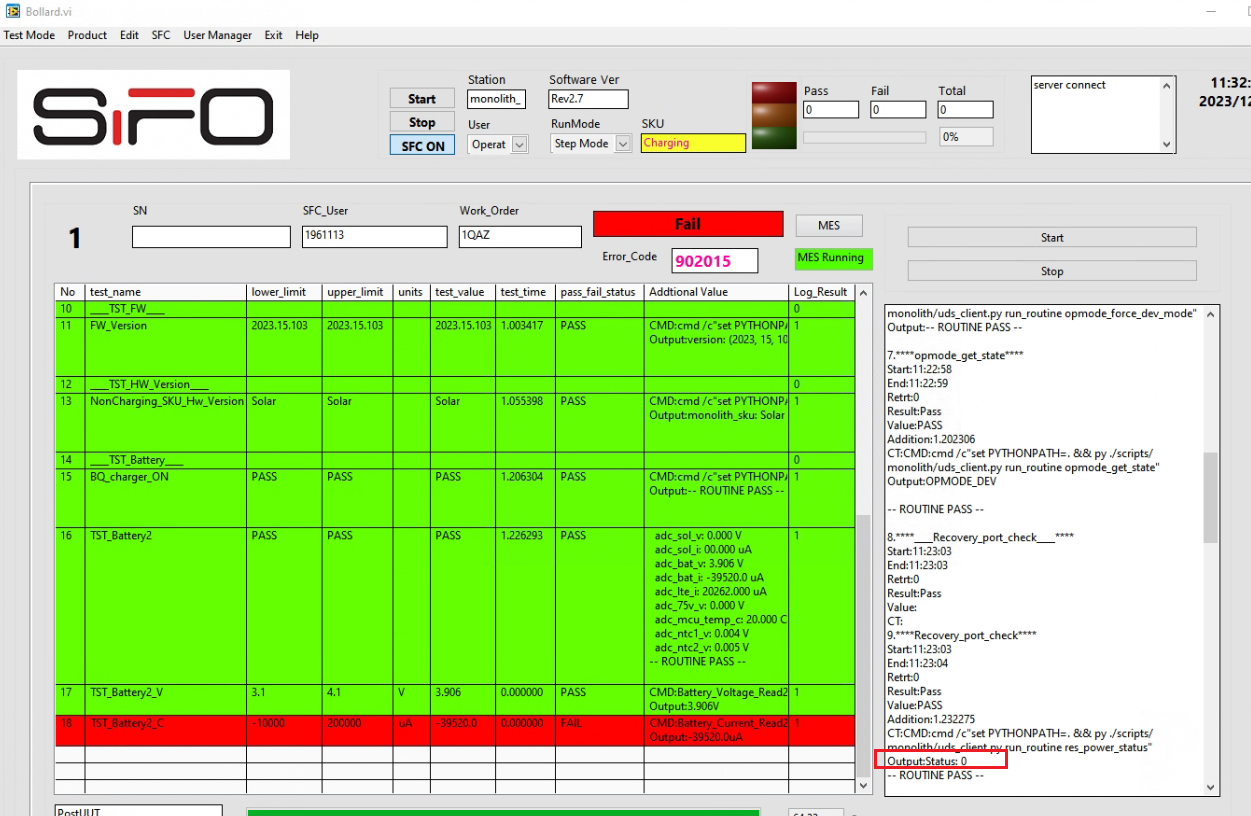 Bollard.vi
Test Mode Product Edit SFC User Manager Exit Help
SiFO
Start
Stop
SFC ON
Station
monolith_
User
Operat
Software Ver
Rev2.7
RunMode
Step Mode
SKU
Charging
Pass
0
Fail
0
Total
0
0%
server connect
11:32:
2023/12
1
SN
SFC_User
1961113
Work_Order
1QAZ
Fail
Error_Code
902015
MES
MES Running
Start
Stop
No test_name lower_limit upper_limit units test_value test_time pass_fail_status Addtional Value Log_Result
10 ___TST_FW___ 0
11 FW_Version 2023.15.103 2023.15.103 2023.15.103 1.003417 PASS CMD:cmd /c"set PYTHONPA 1
Output:version: (2023, 15, 10
12 ___TST_HW_Version___ 0
13 NonCharging_SKU_Hw_Version Solar Solar Solar 1.055398 PASS CMD:cmd /c"set PYTHONPA 1
Output:monolith_sku: Solar
14 ___TST_Battery___ 0
15 BQ_charger_ON PASS PASS PASS 1.206304 PASS CMD:cmd /c"set PYTHONPA 1
Output:-- ROUTINE PASS --
16 TST_Battery2 PASS PASS PASS 1.226293 PASS adc_sol_v: 0.000 V 1
adc_sol_i: 00.000 uA
adc_bat_v: 3.906 V
adc_bat_i: -39520.0 uA
adc_lte_i: 20262.000 uA
adc_75v_v: 0.000 V
adc_mcu_temp_c: 20.000 C
adc_ntc1_v: 0.004 V
adc_ntc2_v: 0.005 V
-- ROUTINE PASS --
17 TST_Battery2_V 3.1 4.1 V 3.906 0.000000 PASS CMD:Battery_Voltage_Read2 1
Output:3.906V
18 TST_Battery2_C -10000 200000 uA -39520.0 0.000000 FAIL CMD:Battery_Current_Read2 1
Output:-39520.0uA
monolith/uds_client.py run_routine opmode_force_dev_mode"
Output:-- ROUTINE PASS --
7.****opmode_get_state****
Start:11:22:58
End:11:22:59
Retrt:0
Result:Pass
Value:PASS
Addition:1.202306
CT:CMD:cmd /c"set PYTHONPATH=. && py ./scripts/
monolith/uds_client.py run_routine opmode_get_state"
Output:OPMODE_DEV
-- ROUTINE PASS --
8.****___Recovery_port_check___****
Start:11:23:03
End:11:23:03
Retrt:0
Result:Pass
Value:
CT:
9.****Recovery_port_check****
Start:11:23:03
End:11:23:04
Retrt:0
Result:Pass
Value:PASS
Addition:1.232275
CT:CMD:cmd /c"set PYTHONPATH=. && py ./scripts/
monolith/uds_client.py run_routine res_power_status"
Output:Status: 0
-- ROUTINE PASS --
PostUUT